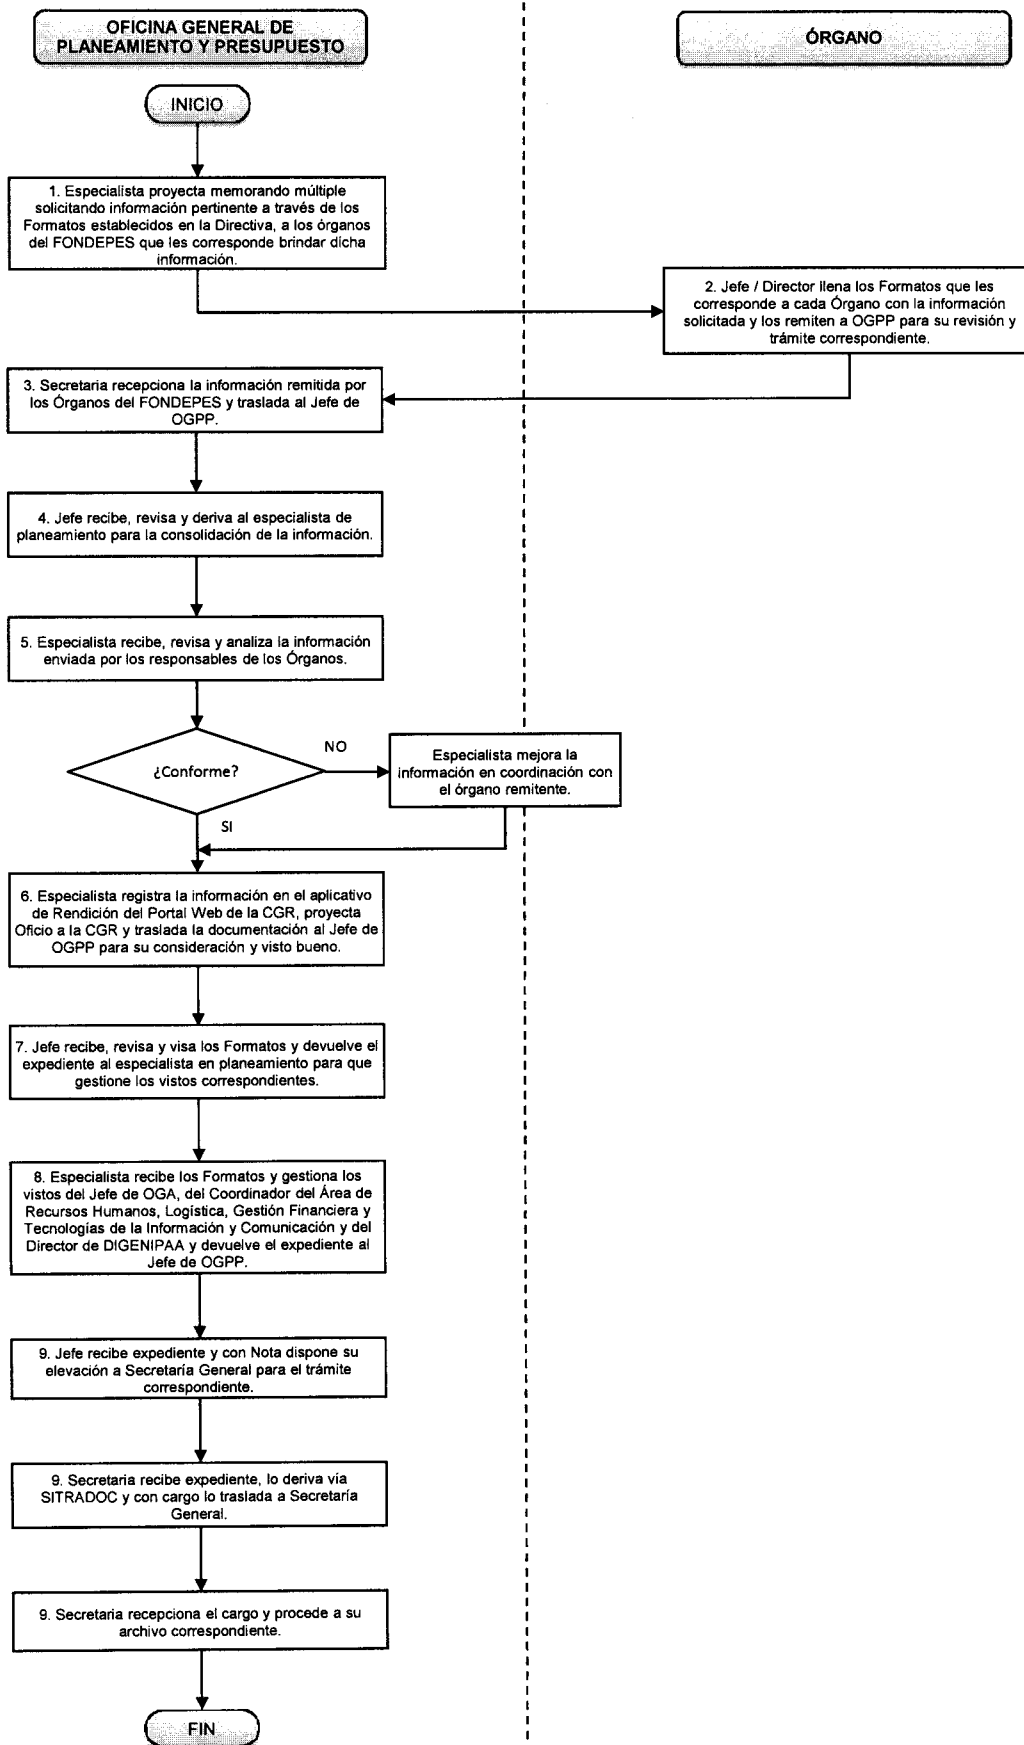 OFICINA GENERAL DE
PLANEAMIENTO Y PRESUPUESTO
ÓRGANO
INICIO
1. Especialista proyecta memorando múltiple
solicitando información pertinente a través de los
Formatos establecidos en la Directiva, a los órganos
del FONDEPES que les corresponde brindar dicha
información.
2. Jefe / Director llena los Formatos que les
corresponde a cada Órgano con la información
solicitada y los remiten a OGPP para su revisión y
trámite correspondiente.
3. Secretaria recepciona la información remitida por
los Órganos del FONDEPES y traslada al Jefe de
OGPP.
4. Jefe recibe, revisa y deriva al especialista de
planeamiento para la consolidación de la información.
5. Especialista recibe, revisa y analiza la información
enviada por los responsables de los Órganos.
¿Conforme?
NO
Especialista mejora la
información en coordinación con
el órgano remitente.
SI
6. Especialista registra la información en el aplicativo
de Rendición del Portal Web de la CGR, proyecta
Oficio a la CGR y traslada la documentación al Jefe de
OGPP para su consideración y visto bueno.
7. Jefe recibe, revisa y visa los Formatos y devuelve el
expediente al especialista en planeamiento para que
gestione los vistos correspondientes.
8. Especialista recibe los Formatos y gestiona los
vistos del Jefe de OGA, del Coordinador del Área de
Recursos Humanos, Logística, Gestión Financiera y
Tecnologías de la Información y Comunicación y del
Director de DIGENIPAA y devuelve el expediente al
Jefe de OGPP.
9. Jefe recibe expediente y con Nota dispone su
elevación a Secretaría General para el trámite
correspondiente.
9. Secretaria recibe expediente, lo deriva vía
SITRADOC y con cargo lo traslada a Secretaría
General.
9. Secretaria recepciona el cargo y procede a su
archivo correspondiente.
FIN